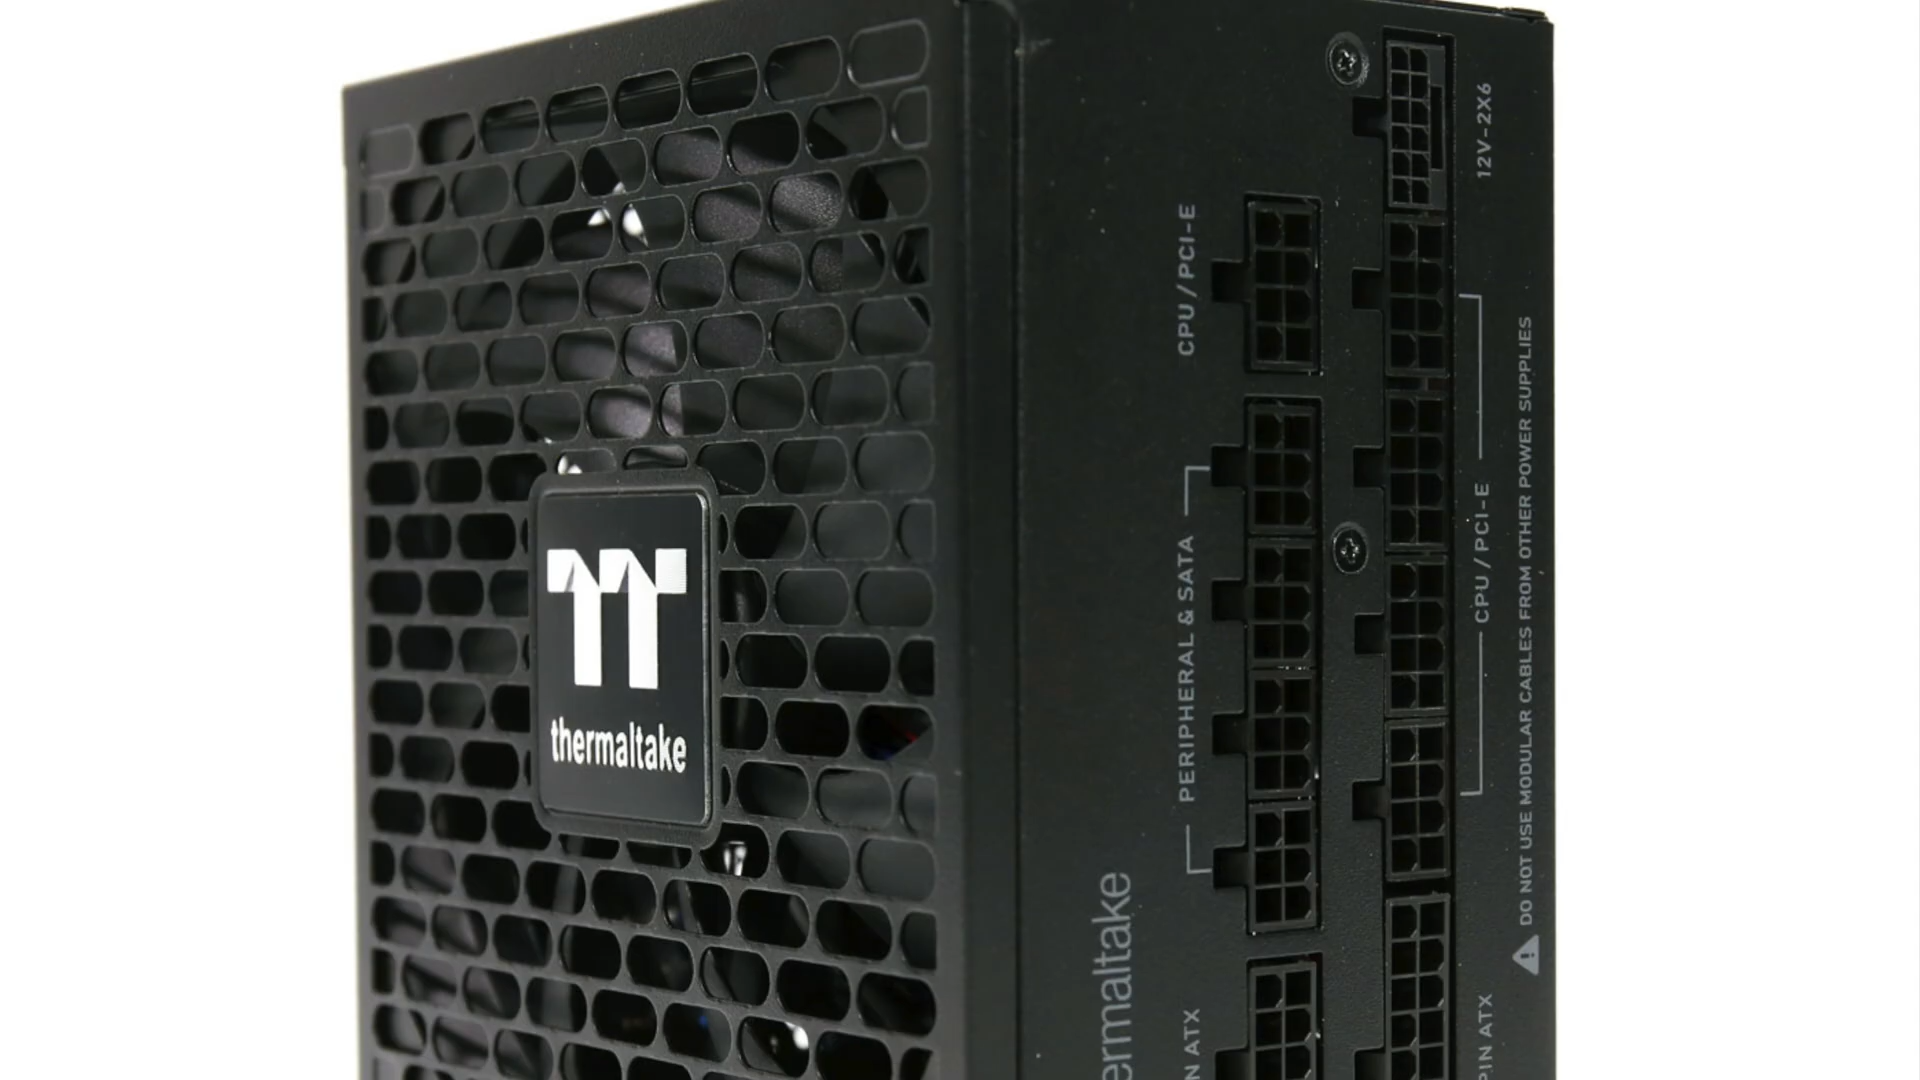 thermaltake
ermaltake
CPU / PCI-E
PERIPHERAL & SATA
N ATX
12V-2X6
CPU / PCI-E
PIN ATX
DO NOT USE MODULAR CABLES FROM OTHER POWER SUPPLIES